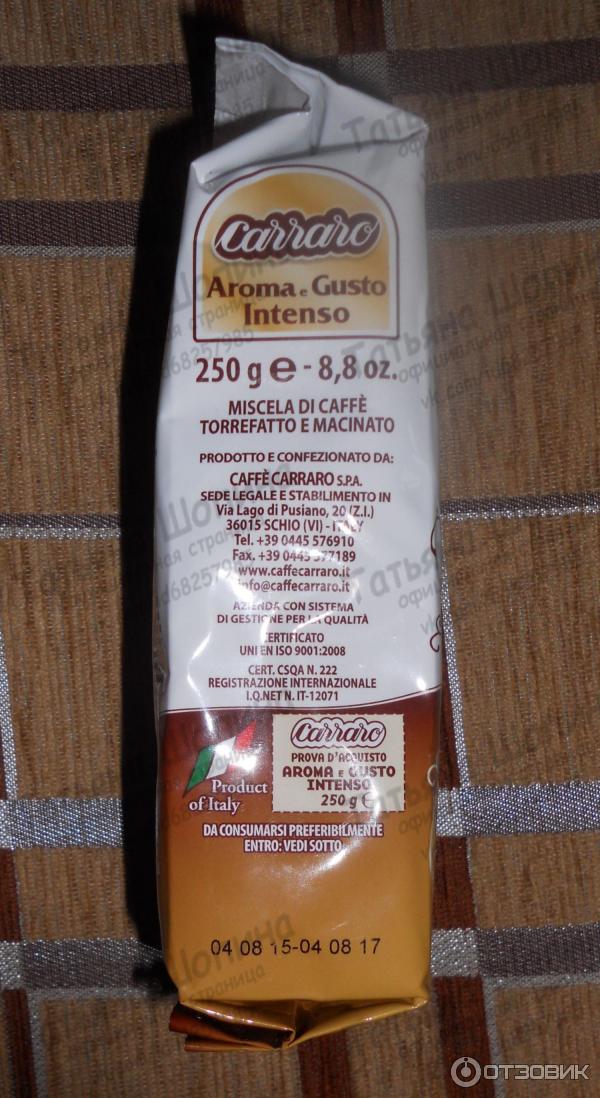 Carraro
Aroma e Gusto
Intenso
250 g e - 8,8 oz.
MISCELA DI CAFFÈ
TORREFATTO E MACINATO
PRODOTTO E CONFEZIONATO DA:
CAFFÈ CARRARO S.P.A.
SEDE LEGALE E STABILIMENTO IN
Via Lago di Pusiano, 20 (Z.I.)
36015 SCHIO (VI) - ITALY
Tel. +39 0445 576910
Fax. +39 0445 577189
www.caffecarraro.it
info@caffecarraro.it
AZIENDA CON SISTEMA
DI GESTIONE PER LA QUALITÀ
CERTIFICATO
UNI EN ISO 9001:2008
CERT. CSQA N. 222
REGISTRAZIONE INTERNAZIONALE
I.Q.NET N. IT-12071
Carraro
PROVA D'ACQUISTO
AROMA e GUSTO
INTENSO
250 g e
Product
of Italy
DA CONSUMARSI PREFERIBILMENTE
ENTRO: VEDI SOTTO
04 08 15-04 08 17
ОТЗОВИК